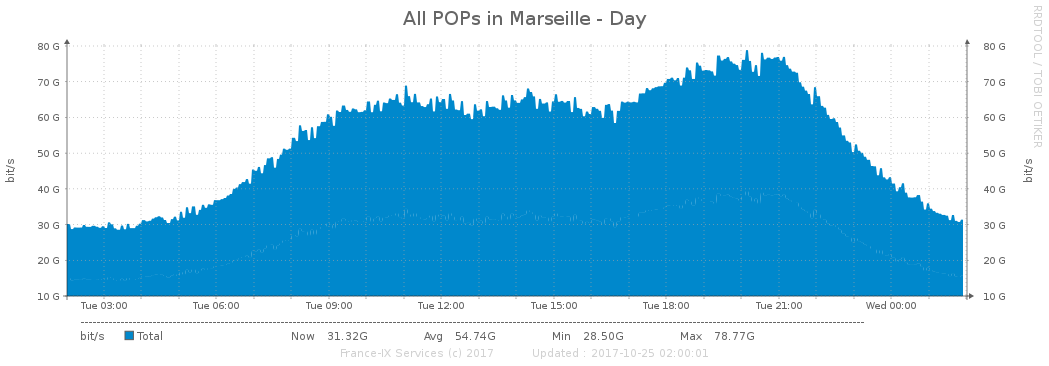 All POPs in Marseille - Day
RRDTOOL / TOBI OETIKER
80 G 80 G
70 G 70 G
60 G 60 G
50 G 50 G
40 G 40 G
30 G 30 G
20 G 20 G
10 G 10 G
bit/s
bit/s
Tue 03:00 Tue 06:00 Tue 09:00 Tue 12:00 Tue 15:00 Tue 18:00 Tue 21:00 Wed 00:00
bit/s Total Now 31.32G Avg 54.74G Min 28.50G Max 78.77G
France-IX Services (c) 2017 Updated : 2017-10-25 02:00:01